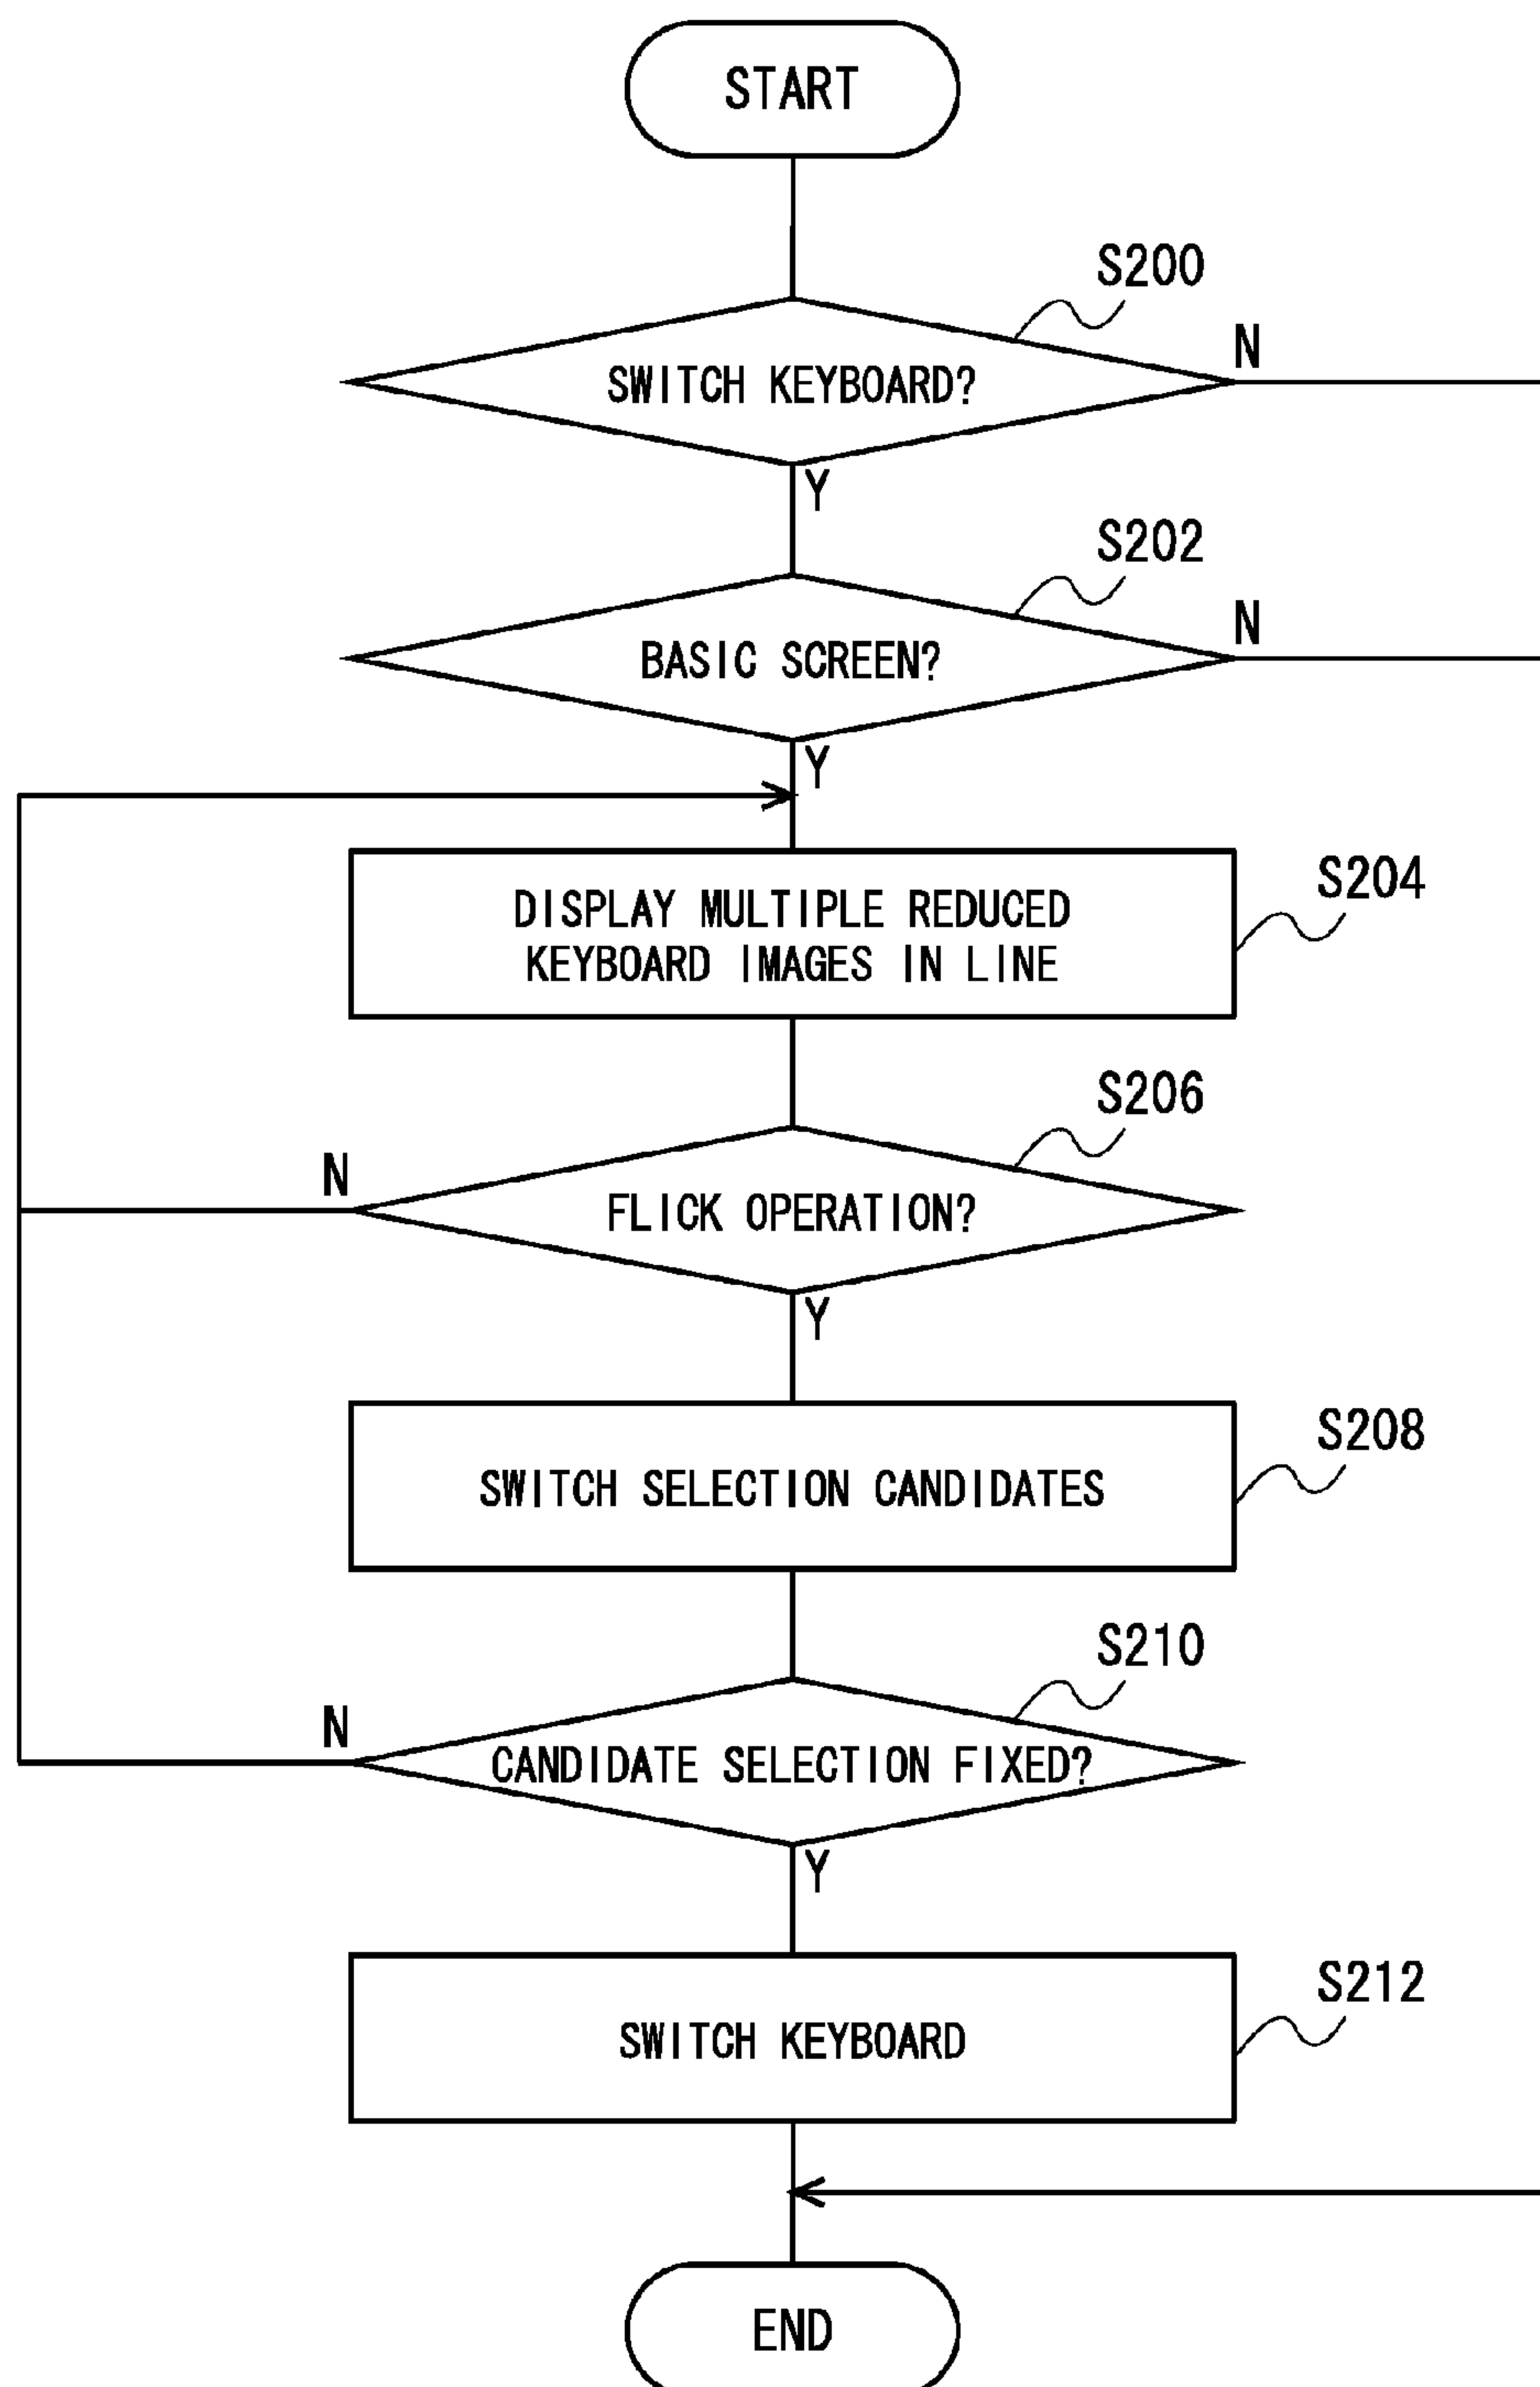 START
S200
SWITCH KEYBOARD?
N
Y
S202
BASIC SCREEN?
N
Y
S204
DISPLAY MULTIPLE REDUCED
KEYBOARD IMAGES IN LINE
S206
N
FLICK OPERATION?
Y
S208
SWITCH SELECTION CANDIDATES
S210
N
CANDIDATE SELECTION FIXED?
Y
S212
SWITCH KEYBOARD
END